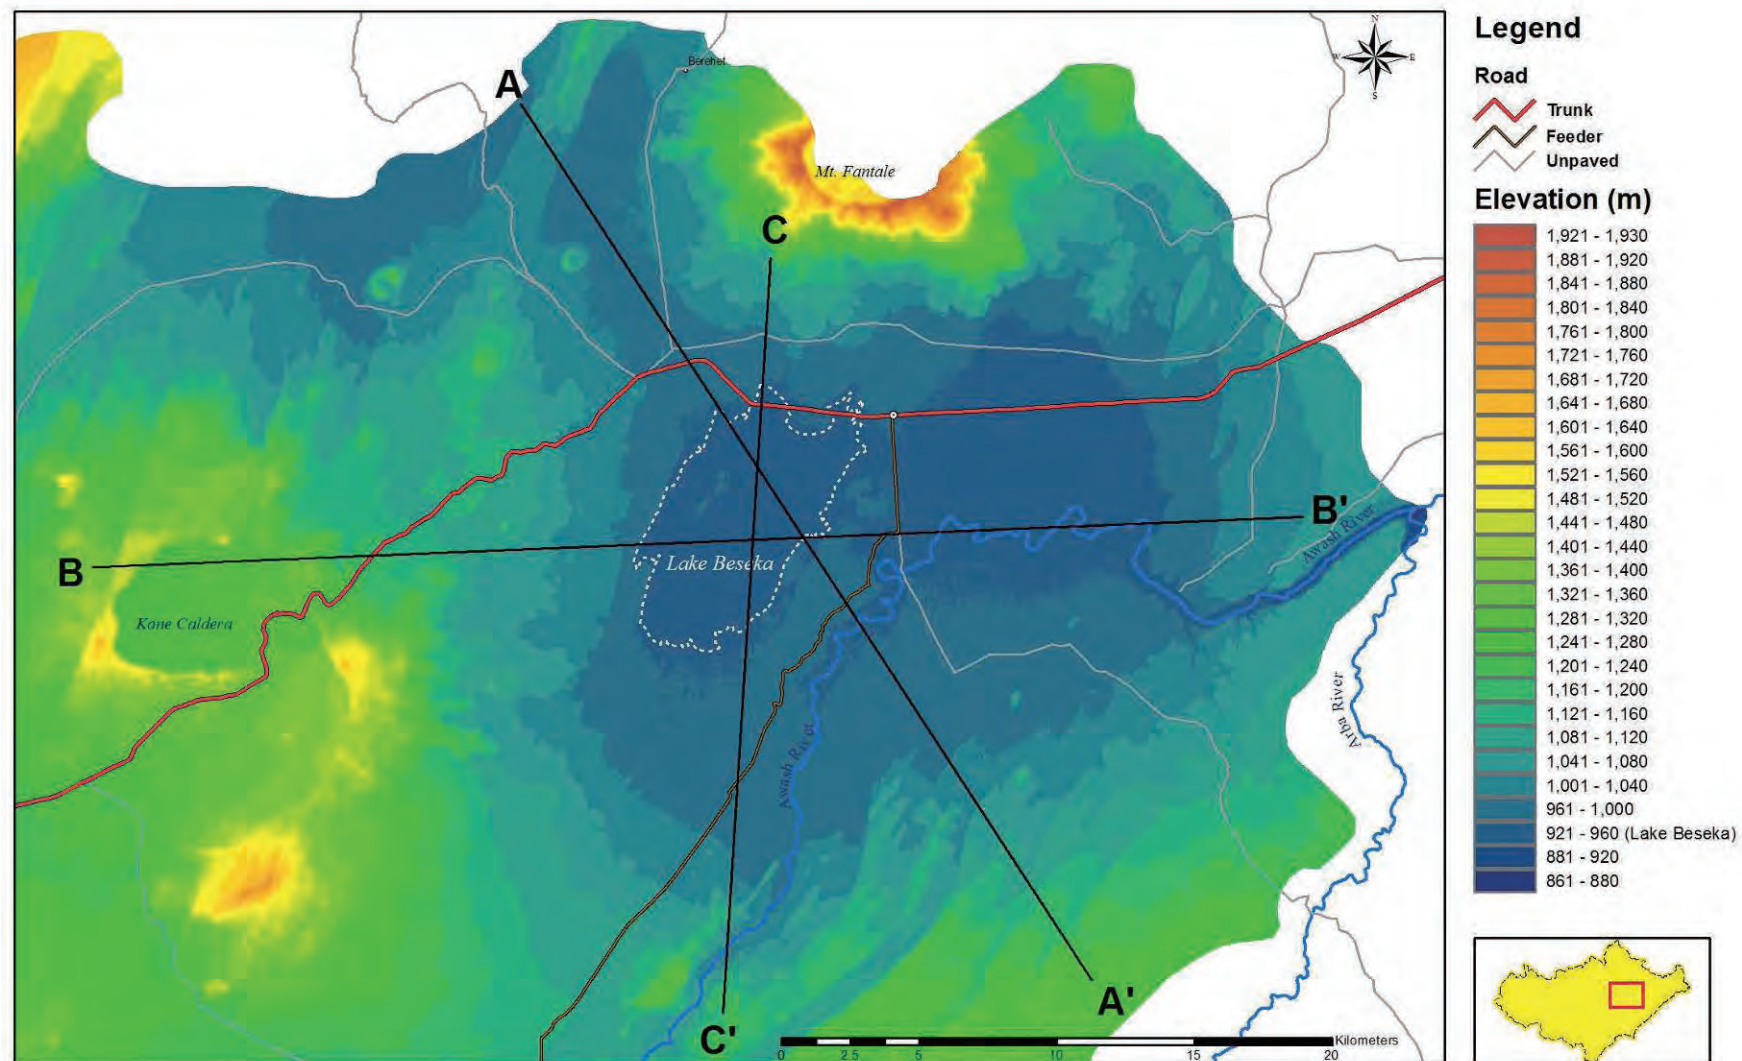 Berehet
A
Mt. Fantale
C
B'
Awash River
B
Lake Beseka
Kone Caldera
Arba River
Awash River
A'
C'
Kilometers
0 2.5 5 10 15 20
N
W E
S
Legend
Road
Trunk
Feeder
Unpaved
Elevation (m)
1,921 - 1,930
1,881 - 1,920
1,841 - 1,880
1,801 - 1,840
1,761 - 1,800
1,721 - 1,760
1,681 - 1,720
1,641 - 1,680
1,601 - 1,640
1,561 - 1,600
1,521 - 1,560
1,481 - 1,520
1,441 - 1,480
1,401 - 1,440
1,361 - 1,400
1,321 - 1,360
1,281 - 1,320
1,241 - 1,280
1,201 - 1,240
1,161 - 1,200
1,121 - 1,160
1,081 - 1,120
1,041 - 1,080
1,001 - 1,040
961 - 1,000
921 - 960 (Lake Beseka)
881 - 920
861 - 880